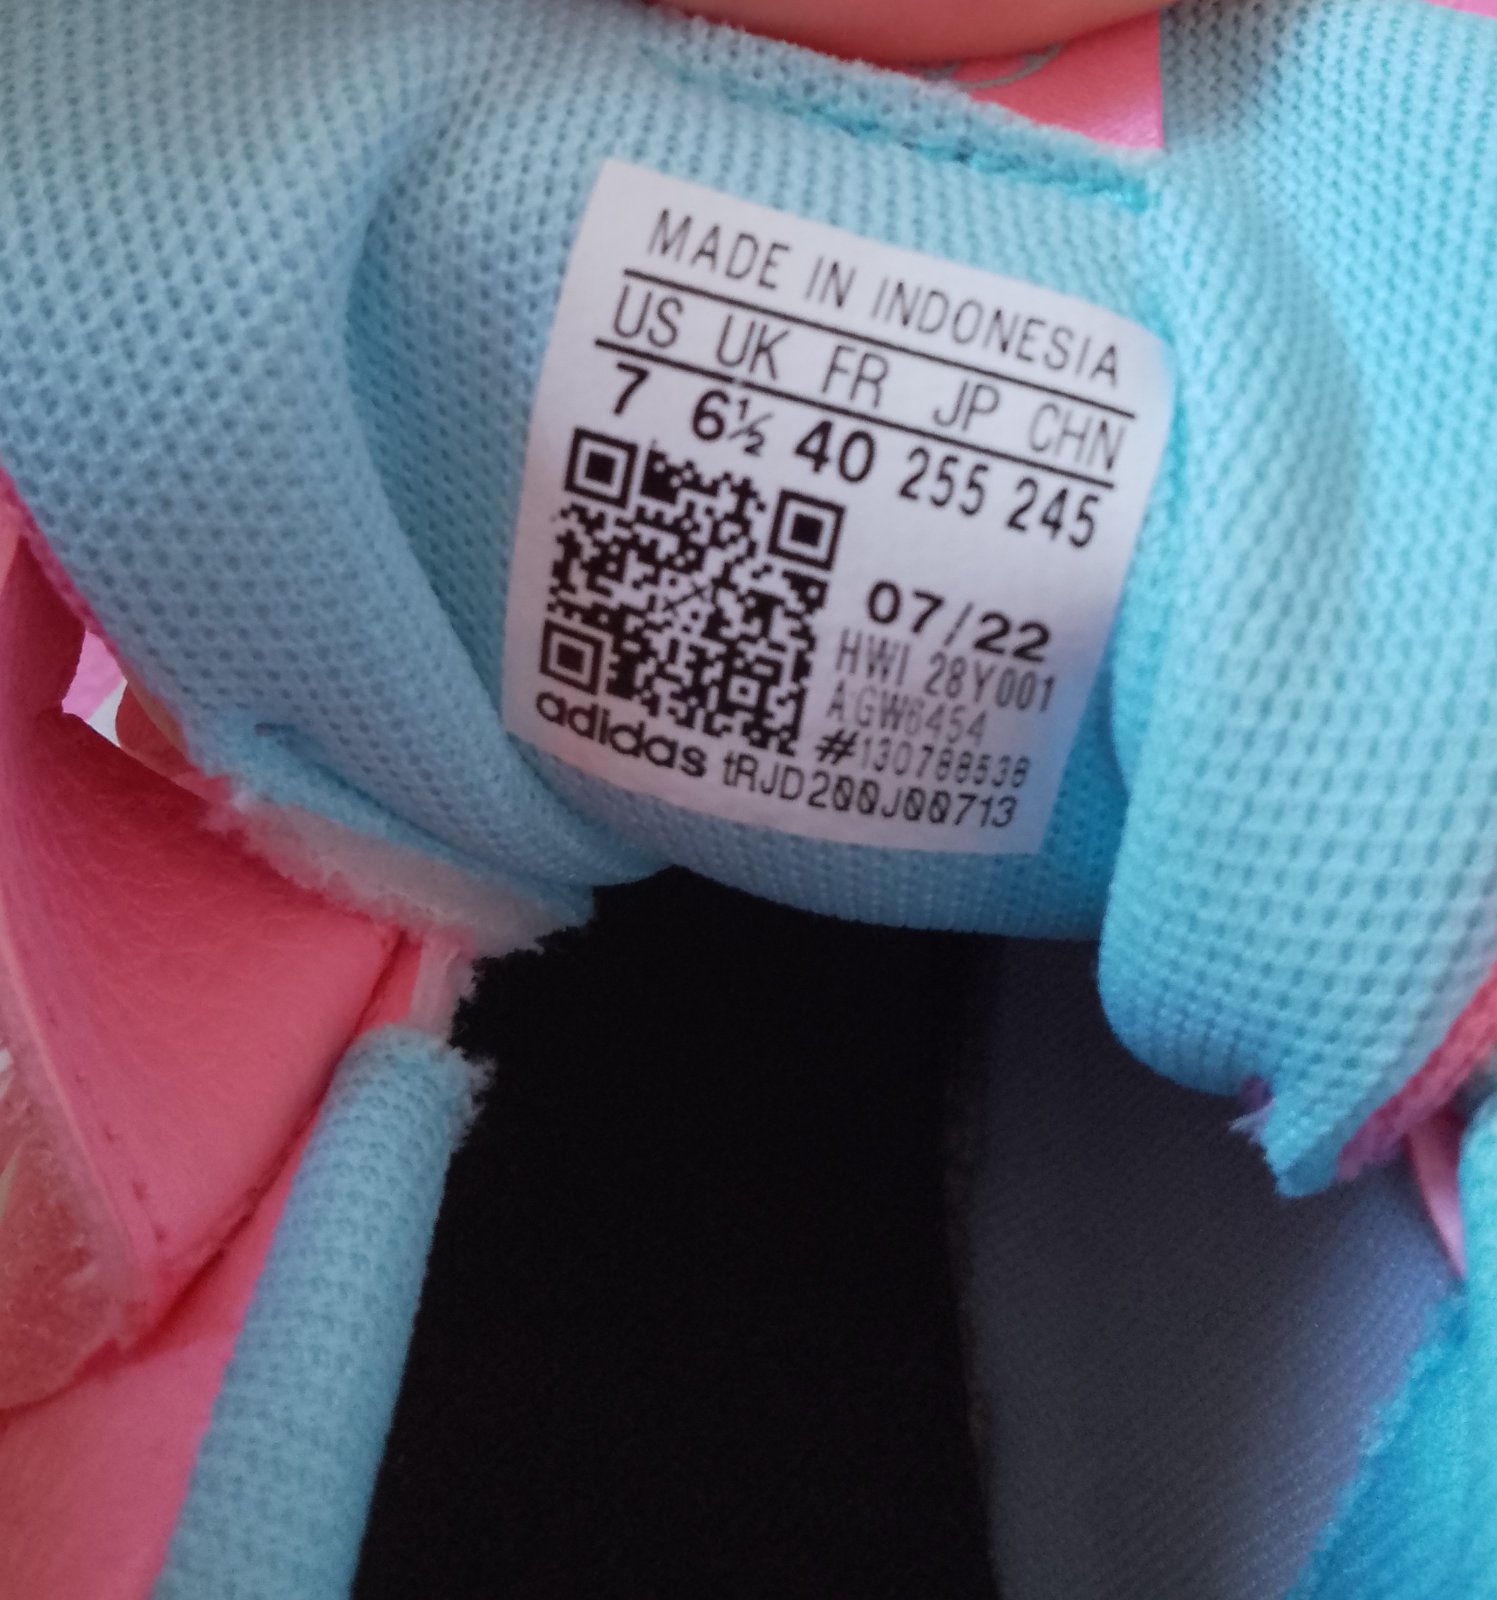 MADE IN INDONESIA
US UK FR JP CHN
7 6½ 40 255 245
07/22
HWI 28Y001
AGW6454
#130788538
adidas tRJD200J00713